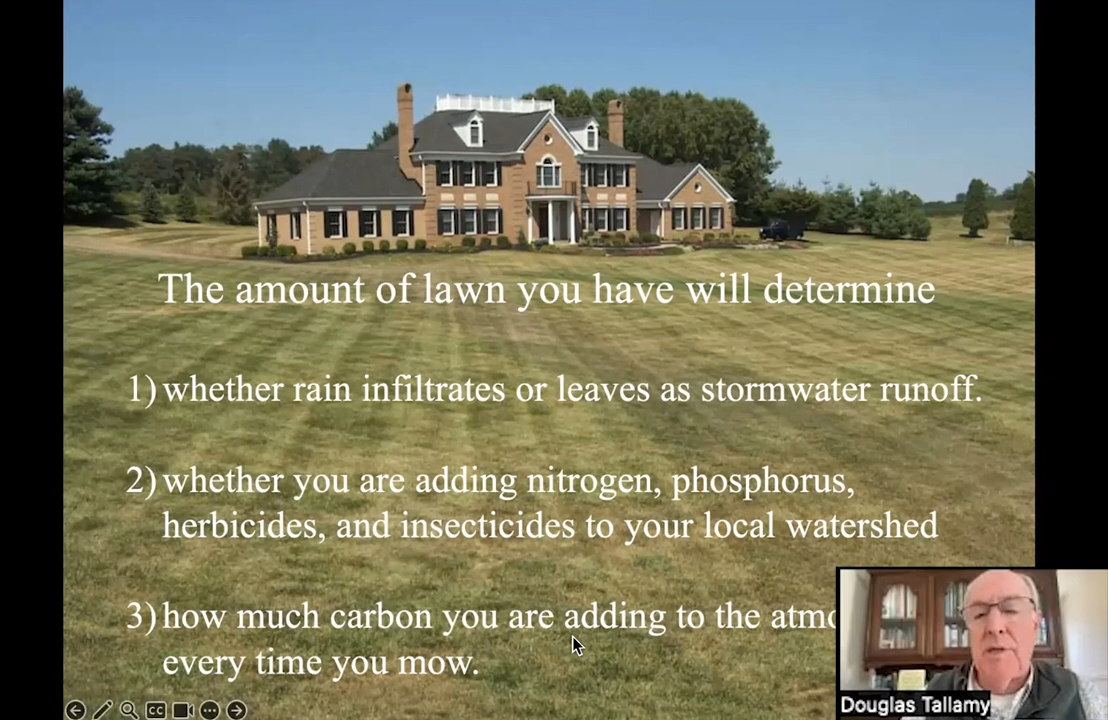 The amount of lawn you have will determine
1) whether rain infiltrates or leaves as stormwater runoff.
2) whether you are adding nitrogen, phosphorus,
herbicides, and insecticides to your local watershed
3) how much carbon you are adding to the atmo
every time you mow.
CC
Douglas Tallamy